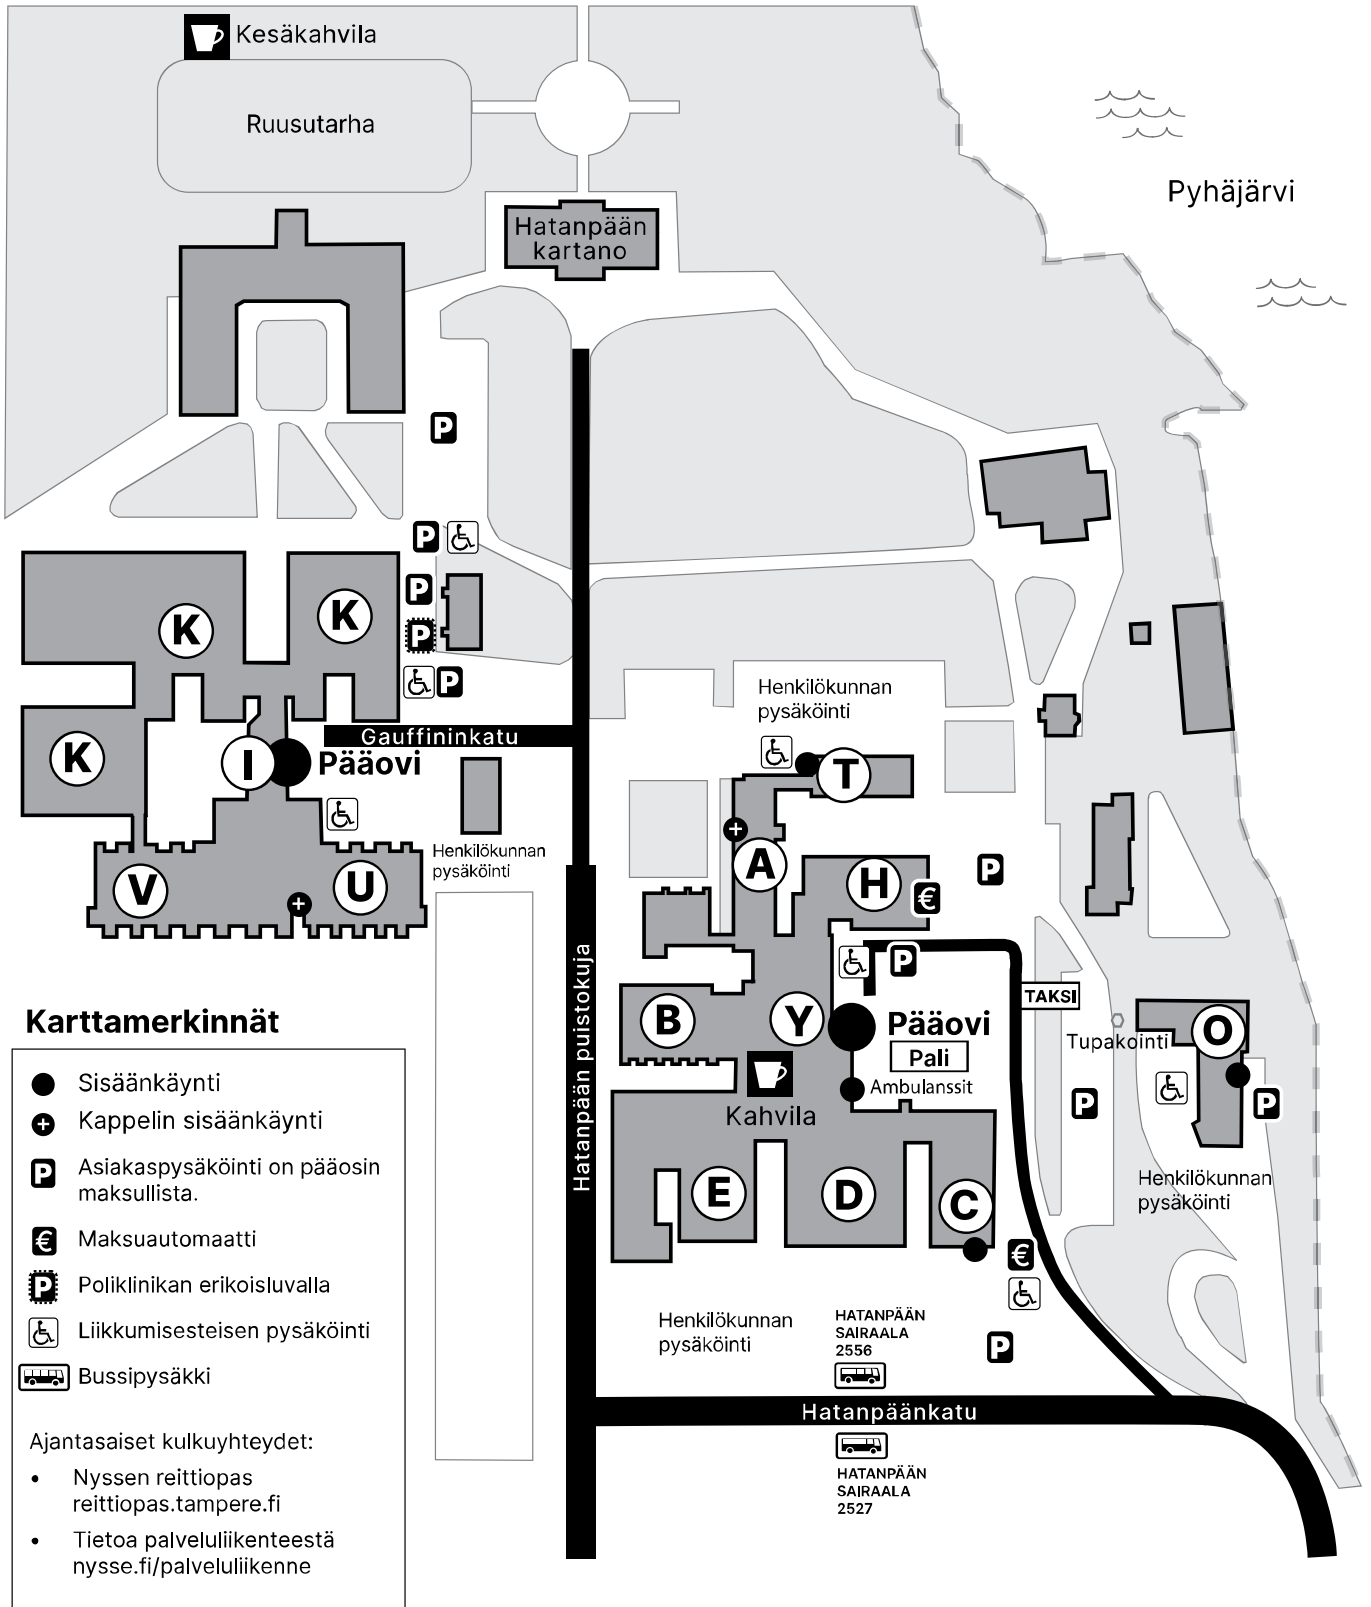 Kesäkahvila
Ruusutarha
Pyhäjärvi
Hatanpään
kartano
P
P
P
P
P
K
K
K
Gauffininkatu
I
Pääovi
Henkilökunnan
pysäköinti
V
U
Henkilökunnan
pysäköinti
T
A
H
€
P
P
TAKSI
B
Y
Pääovi
Pali
Ambulanssit
Kahvila
Hatanpään puistokuja
Tupakointi
O
P
P
Henkilökunnan
pysäköinti
E
D
C
€
P
Henkilökunnan
pysäköinti
HATANPÄÄN
SAIRAALA
2556
Hatanpäänkatu
HATANPÄÄN
SAIRAALA
2527
Karttamerkinnät
Sisäänkäynti
Kappelin sisäänkäynti
P Asiakaspysäköinti on pääosin
maksullista.
€ Maksuautomaatti
P Poliklinikan erikoisluvalla
Liikkumisesteisen pysäköinti
Bussipysäkki
Ajantasaiset kulkuyhteydet:
• Nyssen reittiopas
reittiopas.tampere.fi
• Tietoa palveluliikenteestä
nysse.fi/palveluliikenne